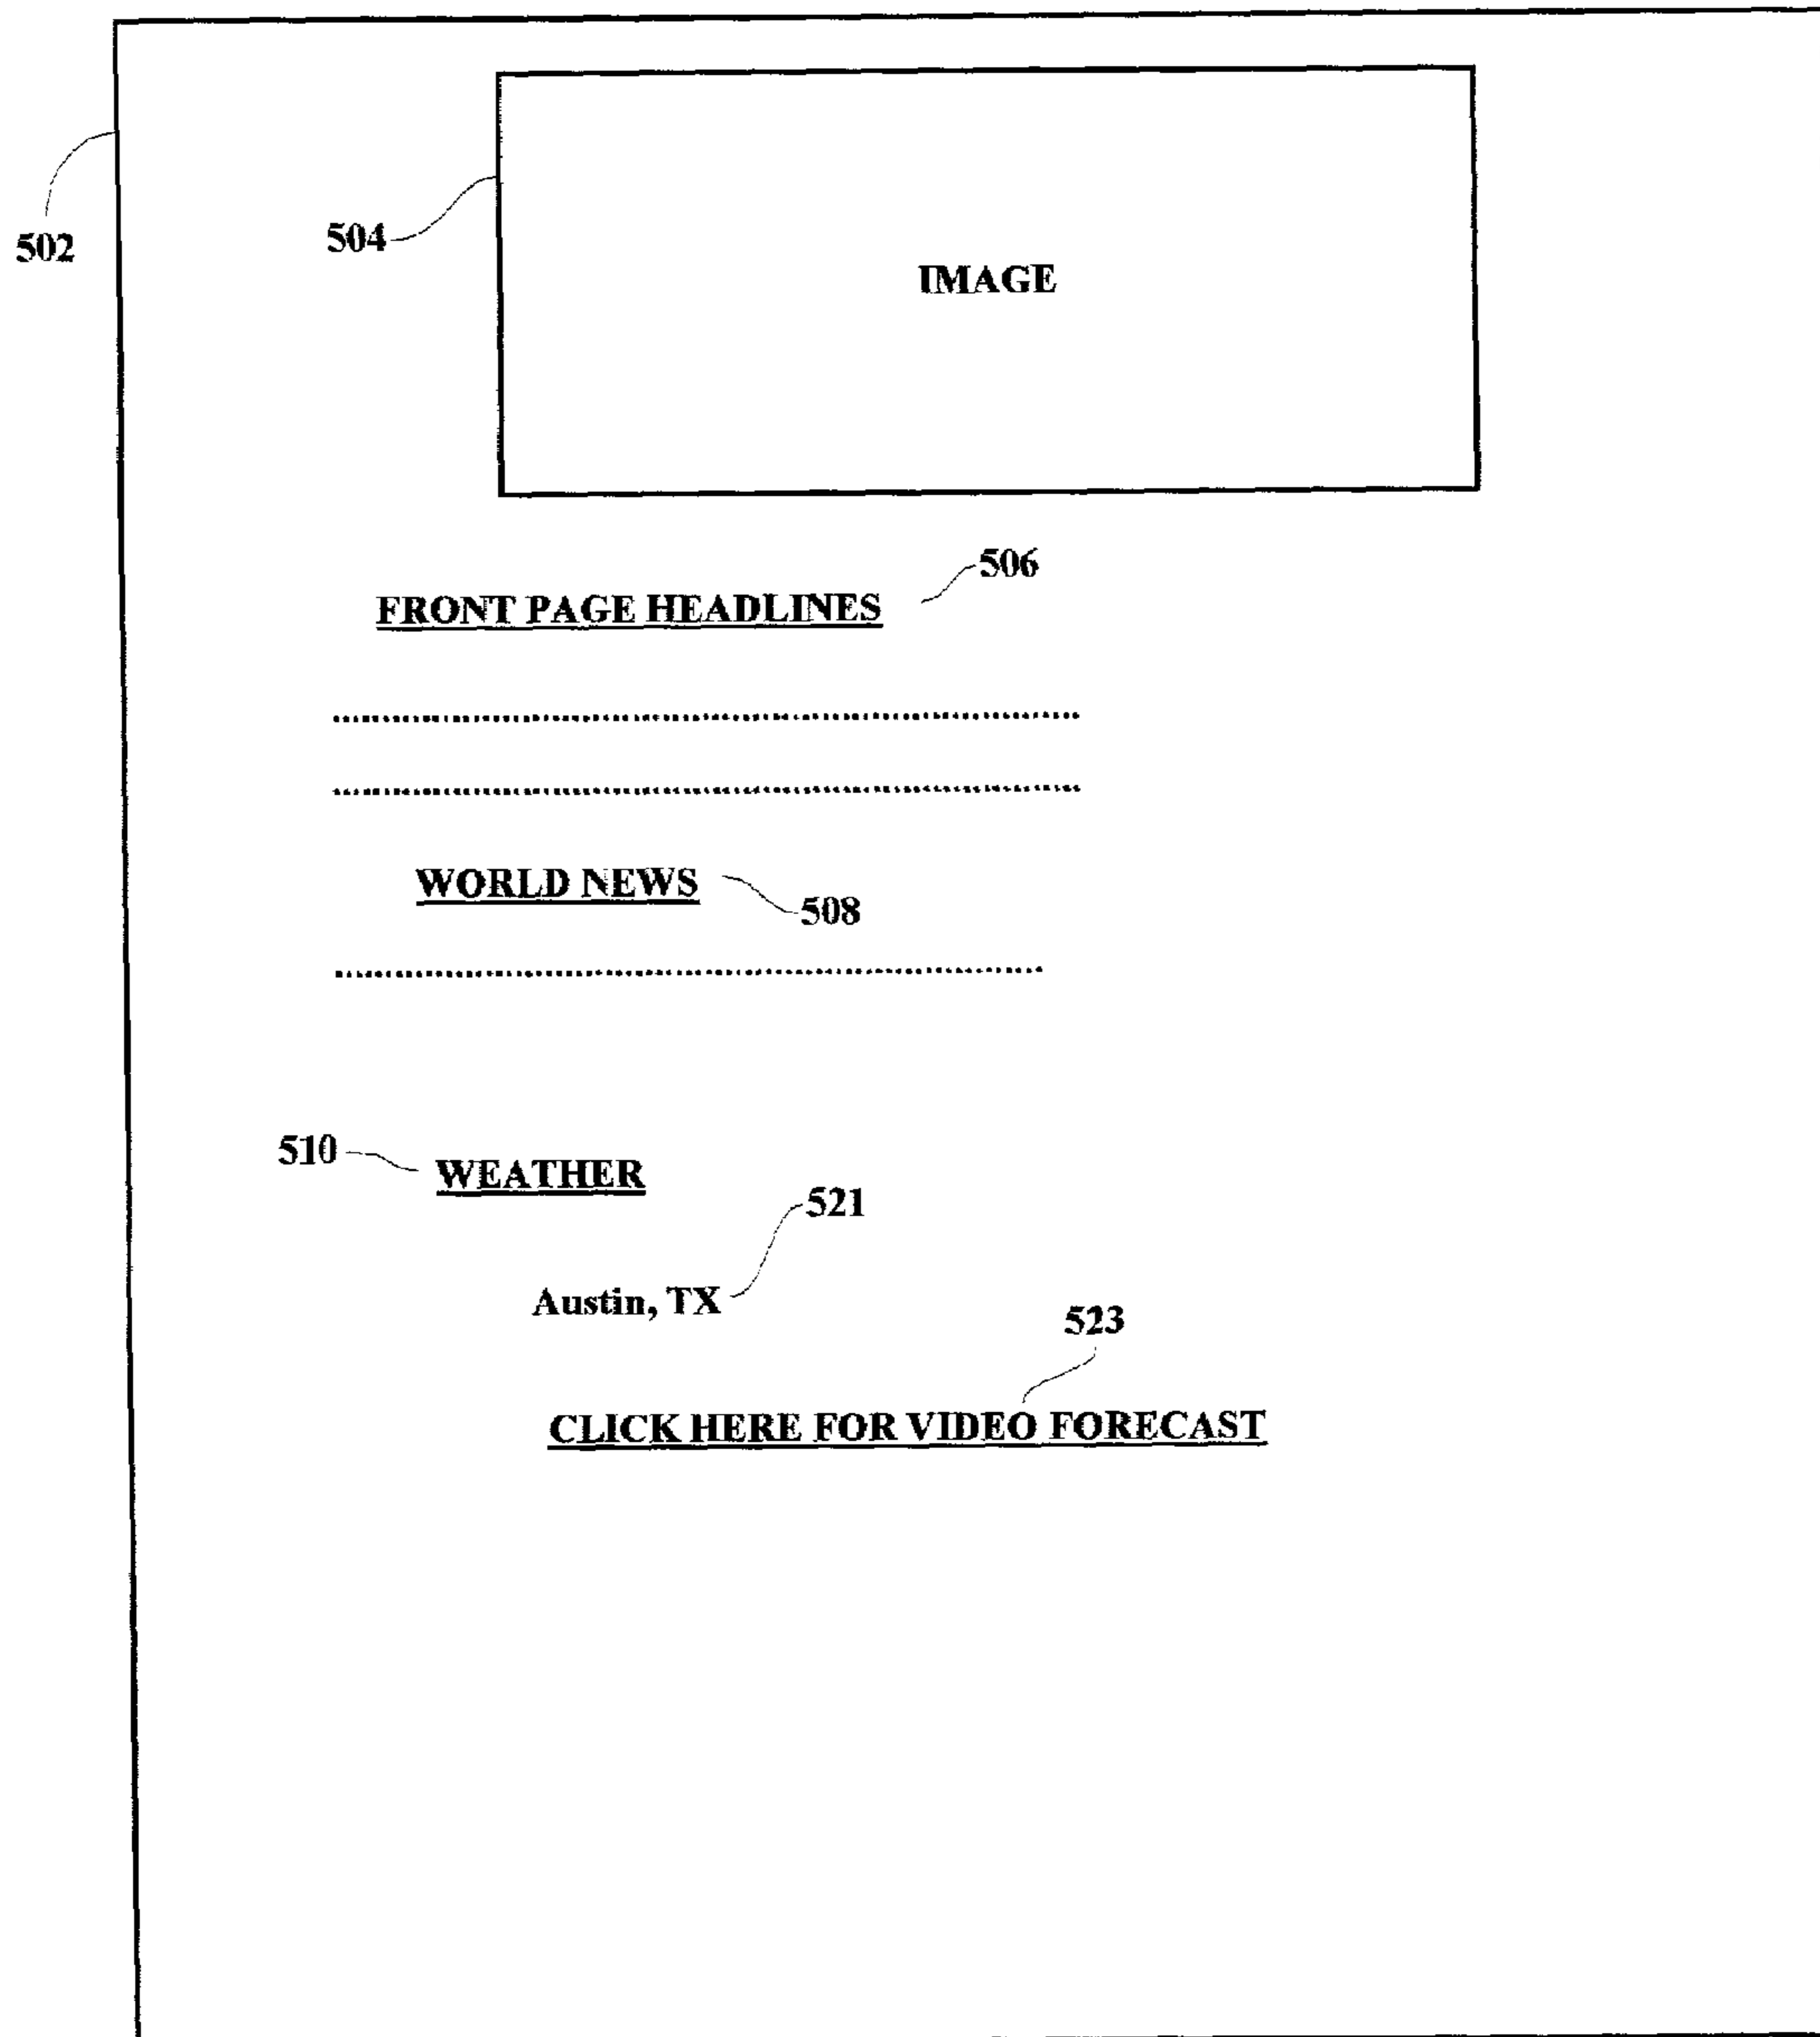 502
504
IMAGE
506
FRONT PAGE HEADLINES
WORLD NEWS
508
510
WEATHER
521
Austin, TX
523
CLICK HERE FOR VIDEO FORECAST